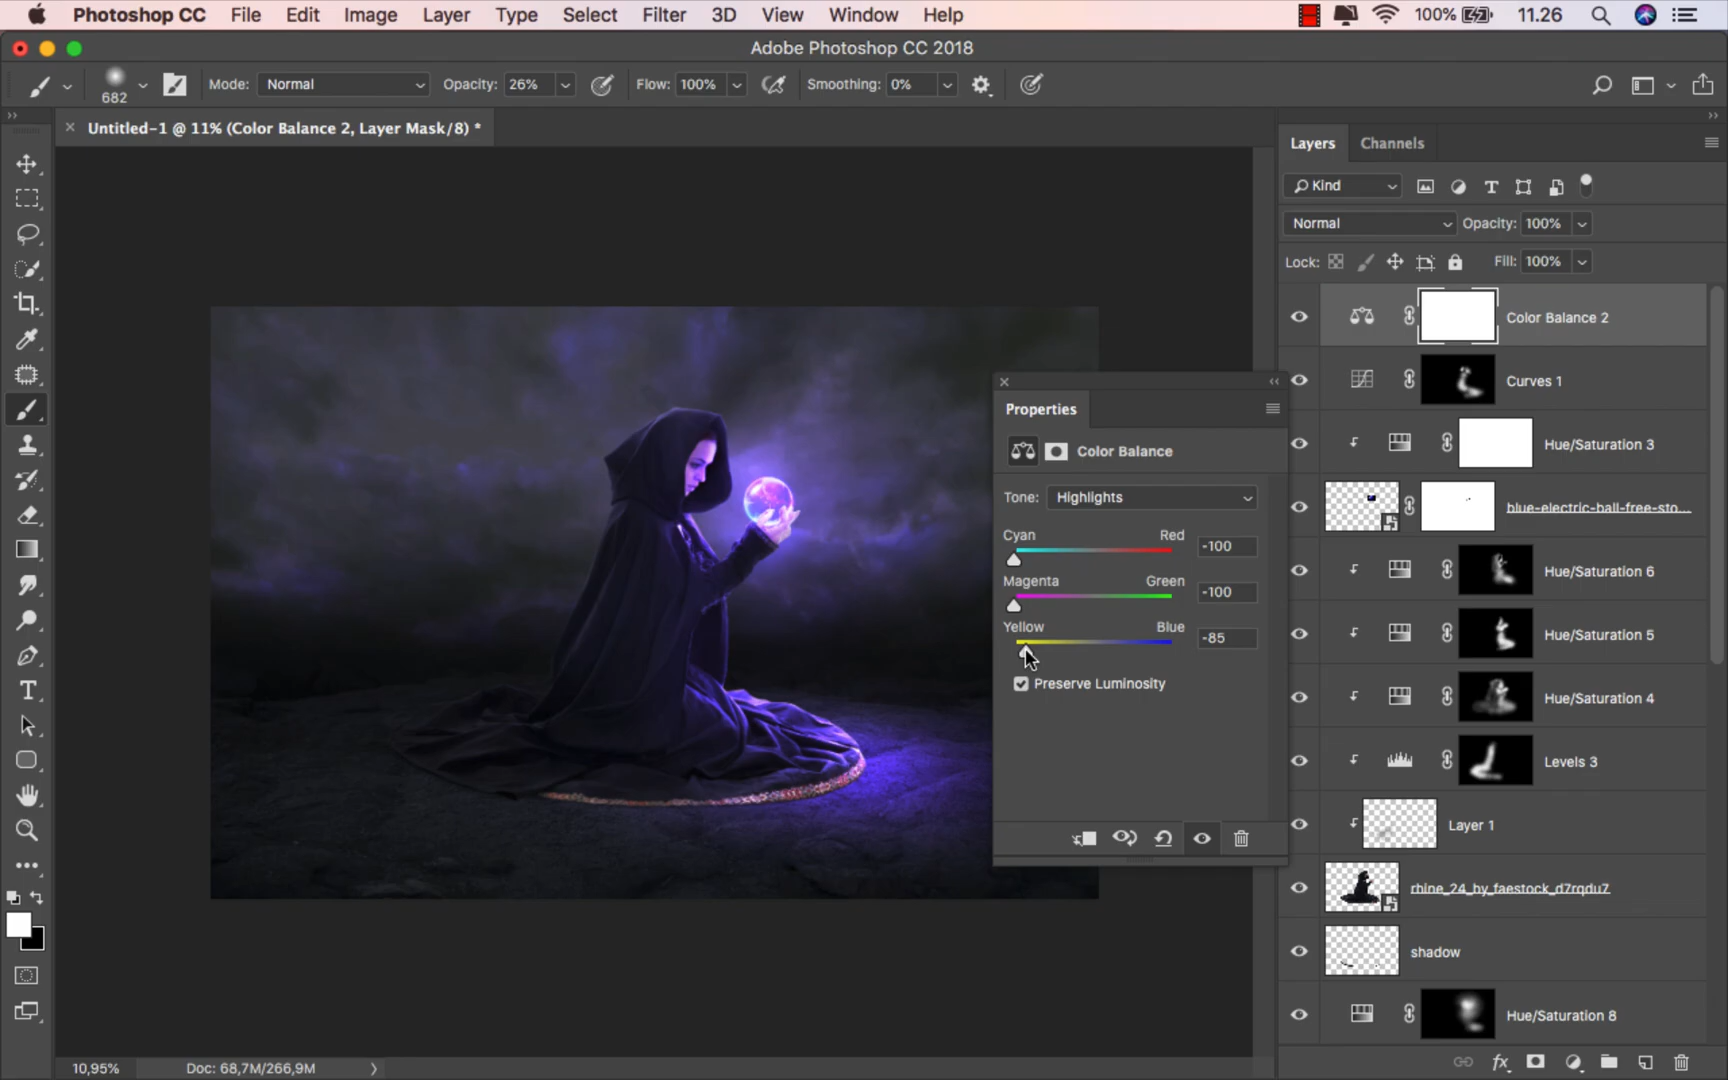 Photoshop CC File Edit Image Layer Type Select Filter 3D View Window Help 100% 11.26
Adobe Photoshop CC 2018
682 Mode: Normal Opacity: 26% Flow: 100% Smoothing: 0%
× Untitled-1 @ 11% (Color Balance 2, Layer Mask/8) *
Layers Channels
Kind
Normal Opacity: 100%
Lock: Fill: 100%
Color Balance 2
Curves 1
Hue/Saturation 3
blue-electric-ball-free-sto...
Hue/Saturation 6
Hue/Saturation 5
Hue/Saturation 4
Levels 3
Layer 1
rhine_24_by_faestock_d7rqdu7
shadow
Hue/Saturation 8
Properties
Color Balance
Tone: Highlights
Cyan Red -100
Magenta Green -100
Yellow Blue -85
Preserve Luminosity
10,95% Doc: 68,7M/266,9M